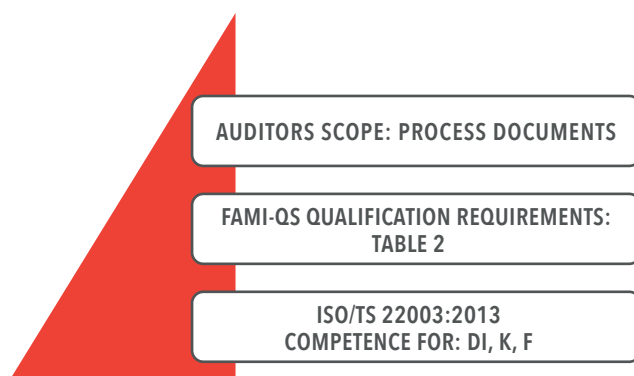 AUDITORS SCOPE: PROCESS DOCUMENTS
FAMI-QS QUALIFICATION REQUIREMENTS:
TABLE 2
ISO/TS 22003:2013
COMPETENCE FOR: DI, K, F